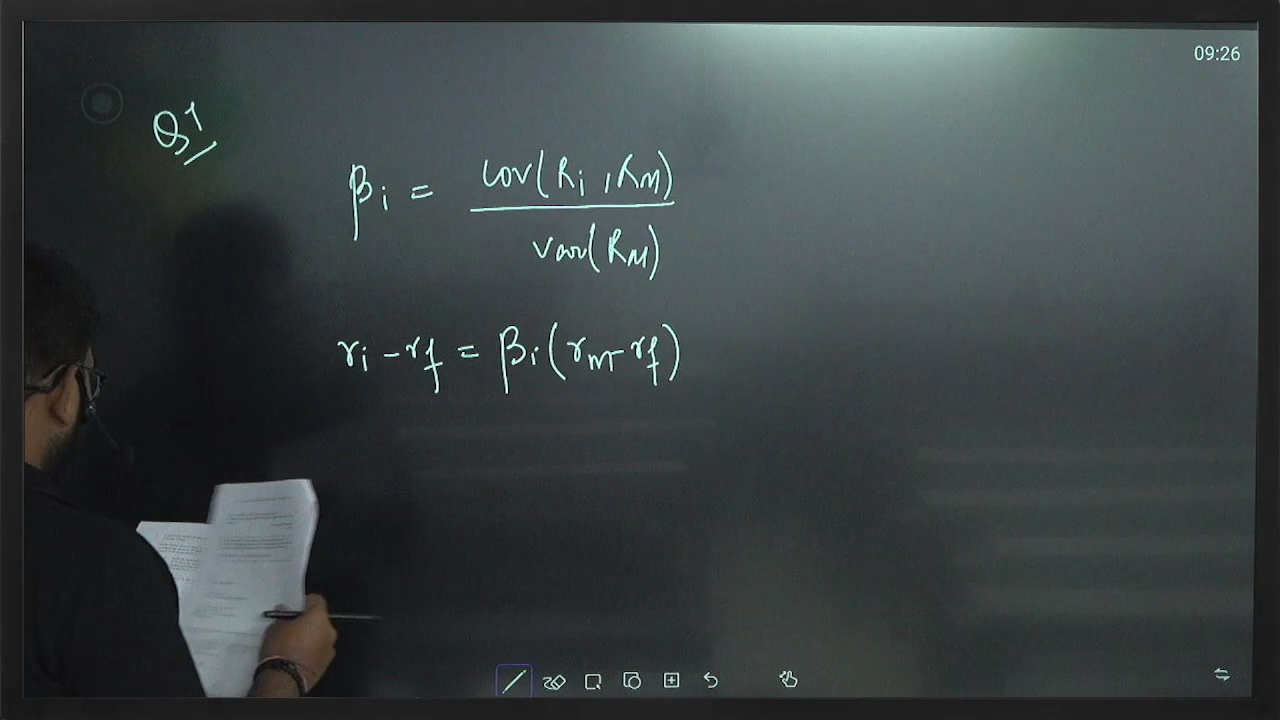 09:26
Q1
βi = Cov(Ri, RM) / Var(RM)
ri - rf = βi(rm - rf)